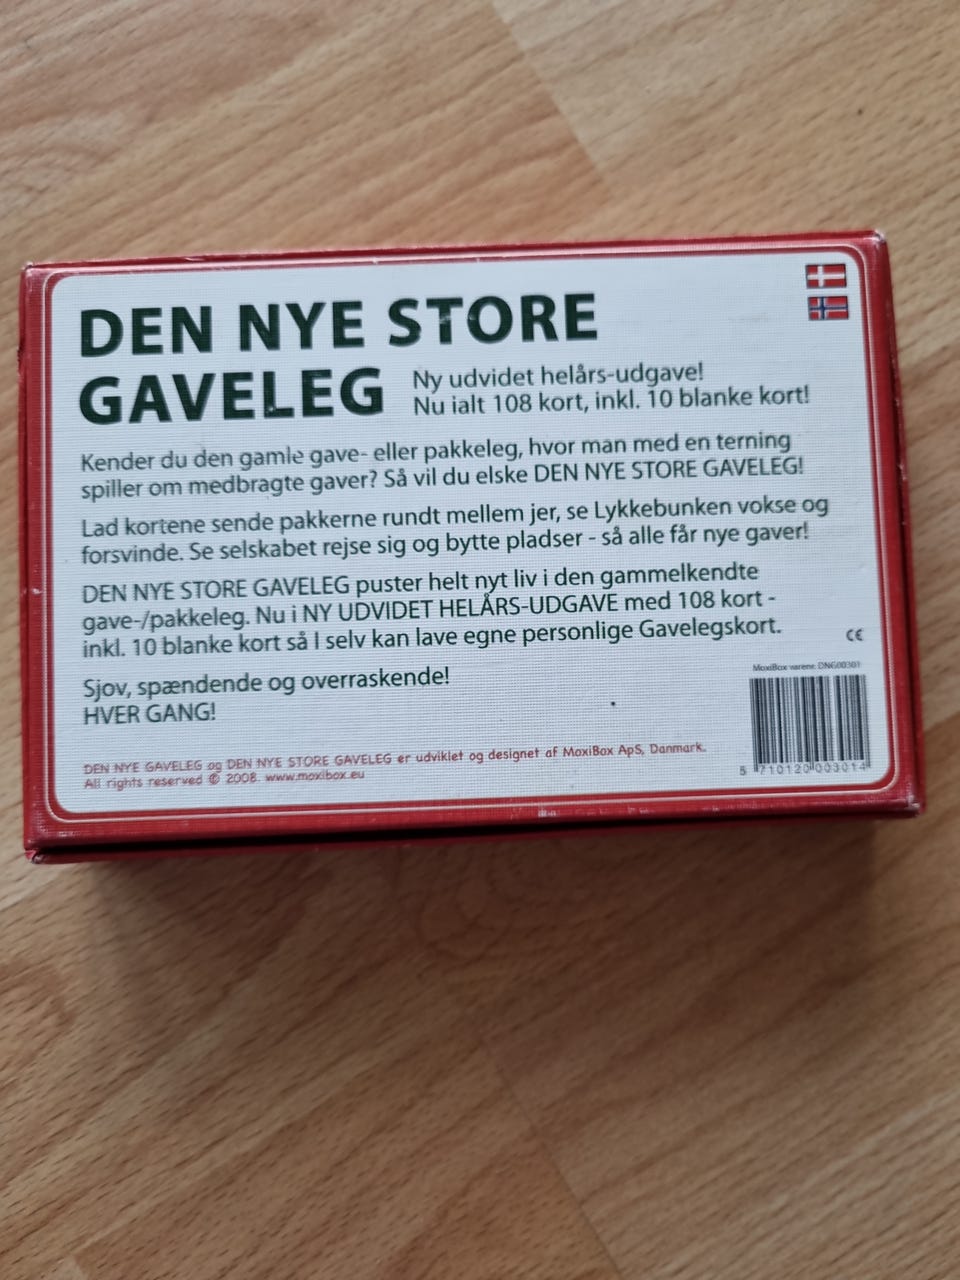 DEN NYE STORE
GAVELEG
Ny udvidet helårs-udgave!
Nu ialt 108 kort, inkl. 10 blanke kort!
Kender du den gamle gave- eller pakkeleg, hvor man med en terning
spiller om medbragte gaver? Så vil du elske DEN NYE STORE GAVELEG!
Lad kortene sende pakkerne rundt mellem jer, se Lykkebunken vokse og
forsvinde. Se selskabet rejse sig og bytte pladser - så alle får nye gaver!
DEN NYE STORE GAVELEG puster helt nyt liv i den gammelkendte
gave-/pakkeleg. Nu i NY UDVIDET HELÅRS-UDGAVE med 108 kort -
inkl. 10 blanke kort så I selv kan lave egne personlige Gavelegskort.
Sjov, spændende og overraskende!
HVER GANG!
CE
MoxiBox varenr. DNG00301
5 710120 003014
DEN NYE GAVELEG og DEN NYE STORE GAVELEG er udviklet og designet af MoxiBox ApS, Danmark.
All rights reserved © 2008. www.moxibox.eu